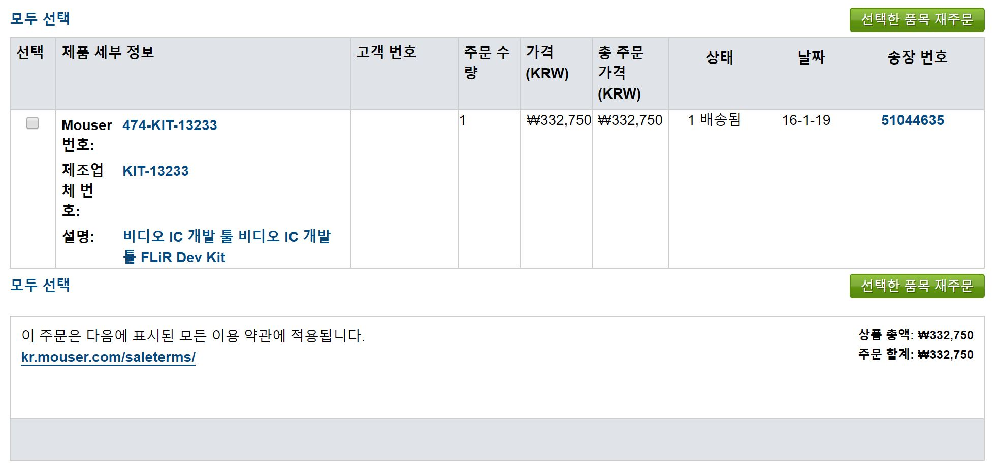 모두 선택
선택한 품목 재주문
선택
제품 세부 정보
고객 번호
주문 수
량
가격
(KRW)
총 주문
가격
(KRW)
상태
날짜
송장 번호
Mouser
번호:
474-KIT-13233
제조업
체 번
호:
KIT-13233
설명:
비디오 IC 개발 툴 비디오 IC 개발
툴 FLiR Dev Kit
1
₩332,750
₩332,750
1 배송됨
16-1-19
51044635
모두 선택
선택한 품목 재주문
이 주문은 다음에 표시된 모든 이용 약관에 적용됩니다.
kr.mouser.com/saleterms/
상품 총액: ₩332,750
주문 합계: ₩332,750